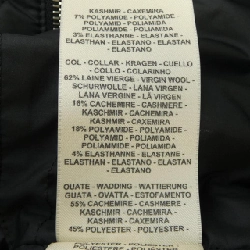 KASHMIR - CAXEMIRA
7% POLYAMIDE - POLYAMID
POLYAMIDE - POLIAMIDA
POLIAMMIDE - POLIAMIDA
3% ELASTHANNE - ELASTANE
ELASTHAN - ELASTANO - ELASTAN
ELASTANO
COL - COLLAR - KRAGEN - CUELLO
- COLLO - COLARINHO
62% LAINE VIERGE - VIRGIN WOOL -
SCHURWOLLE - LANA VIRGEN -
LANA VERGINE - LÃ VIRGEM
16% CACHEMIRE - CASHMERE -
KASCHMIR - CACHEMIRA -
KASHMIR - CAXEMIRA
18% POLYAMIDE - POLYAMIDE -
POLYAMID - POLIAMIDA -
POLIAMMIDE - POLIAMIDA
4% ELASTHANNE - ELASTANE -
ELASTHAN - ELASTANO -
ELASTAN - ELASTANO
OUATE - WADDING - WATTIERUNG
GUATA - OVATTA - ESTOFAMENTO
55% CACHEMIRE - CASHMERE -
KASCHMIR - CACHEMIRA -
KASHMIR - CAXEMIRA
45% POLYESTER - POLYESTER -